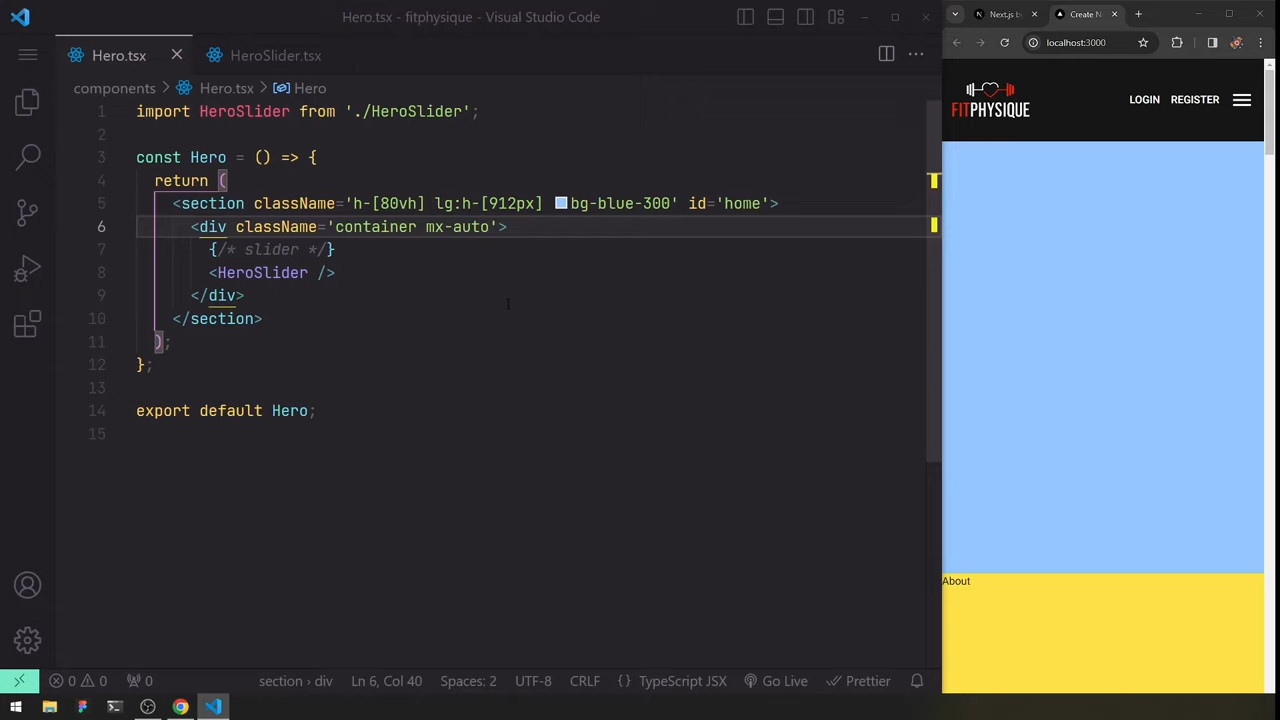 Hero.tsx - fitphysique - Visual Studio Code
Hero.tsx
HeroSlider.tsx
components > Hero.tsx > Hero
1 import HeroSlider from './HeroSlider';
2
3 const Hero = () => {
4 return (
5 <section className='h-[80vh] lg:h-[912px] bg-blue-300' id='home'>
6 <div className='container mx-auto'>
7 {/* slider */}
8 <HeroSlider />
9 </div>
10 </section>
11 );
12 };
13
14 export default Hero;
15
0 0 0 section > div Ln 6, Col 40 Spaces: 2 UTF-8 CRLF {} TypeScript JSX Go Live Prettier
Next.js b
Create N
localhost:3000
FITPHYSIQUE
LOGIN REGISTER
About